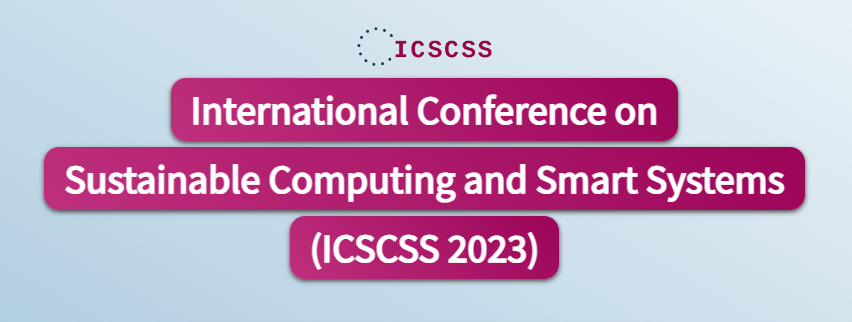 ICSCSS
International Conference on
Sustainable Computing and Smart Systems
(ICSCSS 2023)